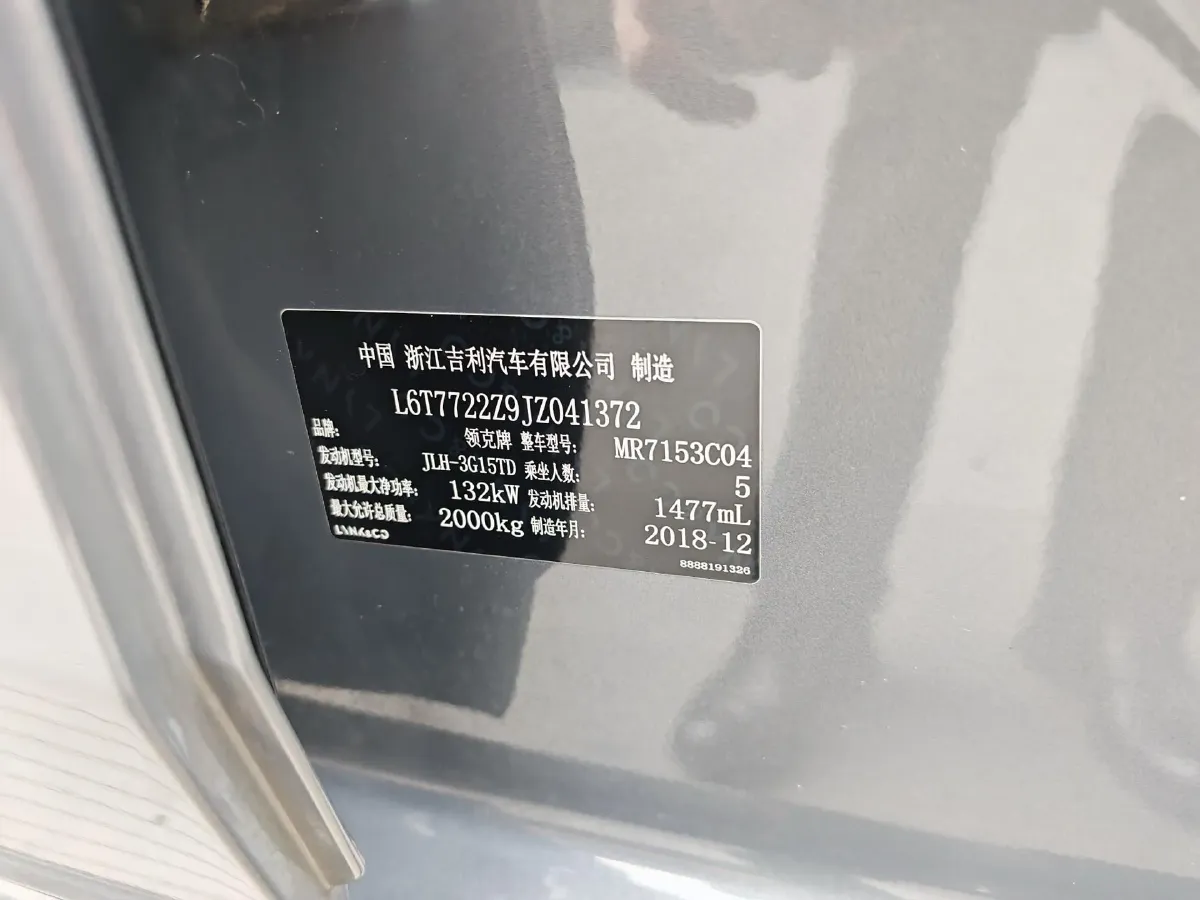 中国 浙江吉利汽车有限公司 制造
L6T7722Z9JZ041372
品牌: 领克牌 整车型号: MR7153C04
发动机型号: JLH-3G15TD 乘坐人数: 5
发动机最大净功率: 132kW 发动机排量: 1477mL
最大允许总质量: 2000kg 制造年月: 2018-12
LYNK&CO
8888191326